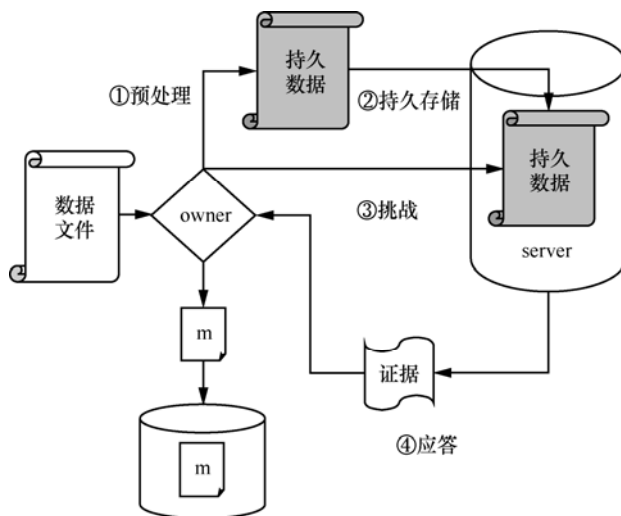 持久
数据
①预处理
②持久存储
持久
数据
数据
文件
owner
③挑战
server
m
证据
④应答
m